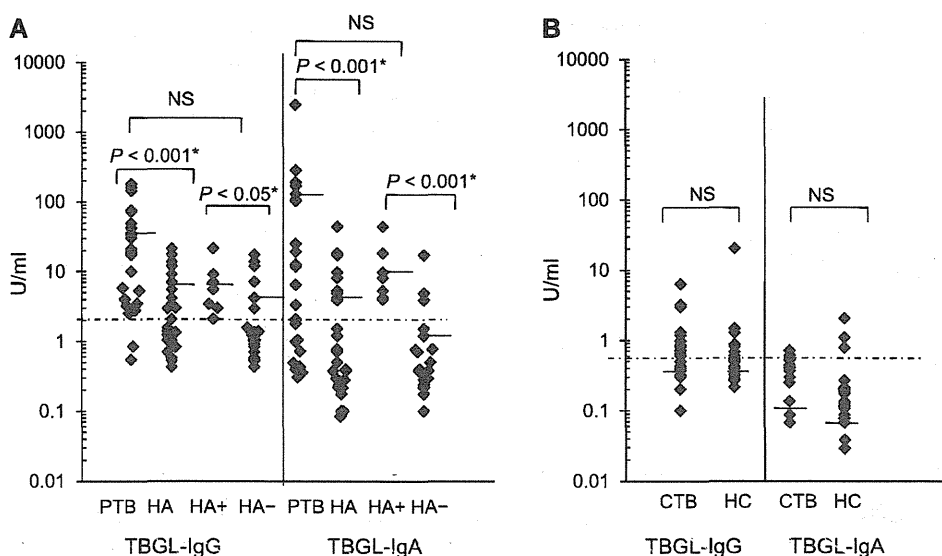 A
NS
NS
P < 0.001*
P < 0.001*
P < 0.05*
P < 0.001*
U/ml
10000
1000
100
10
1
0.1
0.01
PTB HA HA+ HA− PTB HA HA+ HA−
TBGL-IgG TBGL-IgA
B
NS NS
U/ml
10000
1000
100
10
1
0.1
0.01
CTB HC CTB HC
TBGL-IgG TBGL-IgA